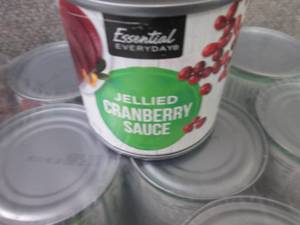 Essential
EVERYDAY®
JELLIED
CRANBERRY
SAUCE